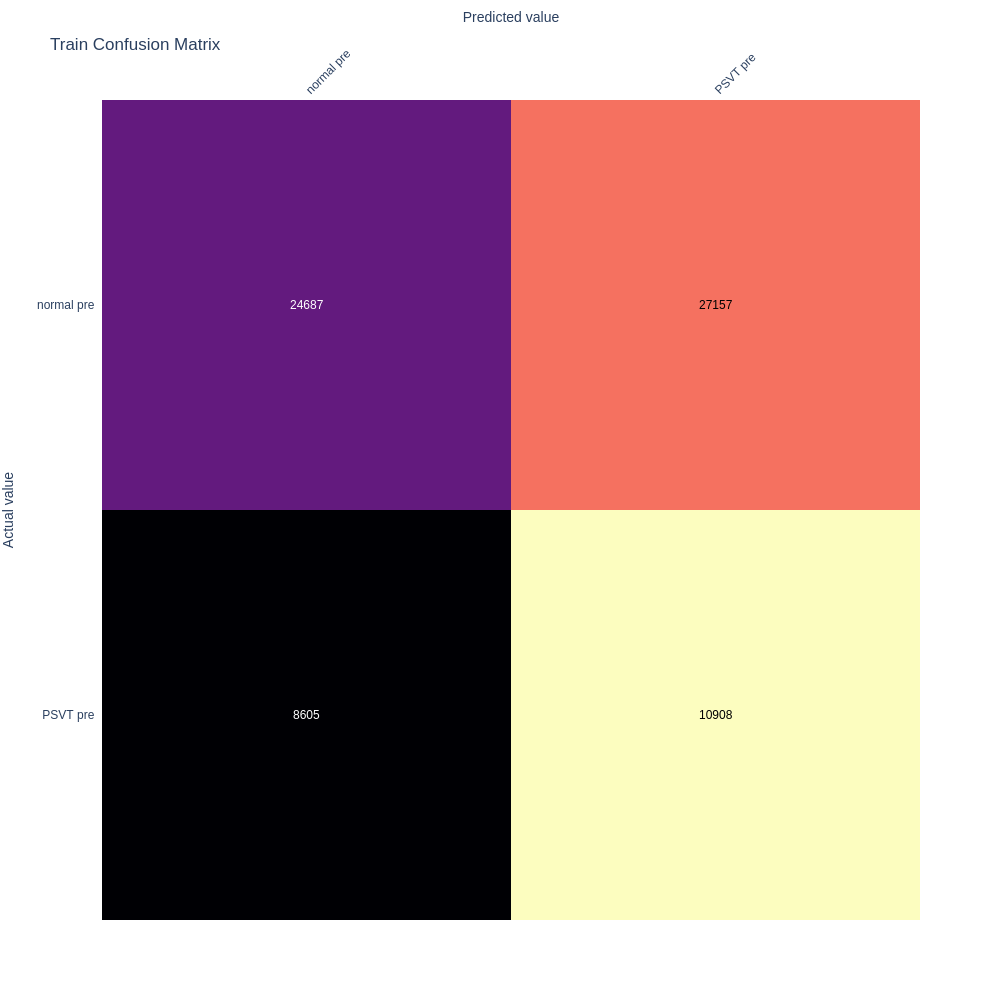 Predicted value
Train Confusion Matrix
normal pre
PSVT pre
normal pre
24687
27157
Actual value
PSVT pre
8605
10908